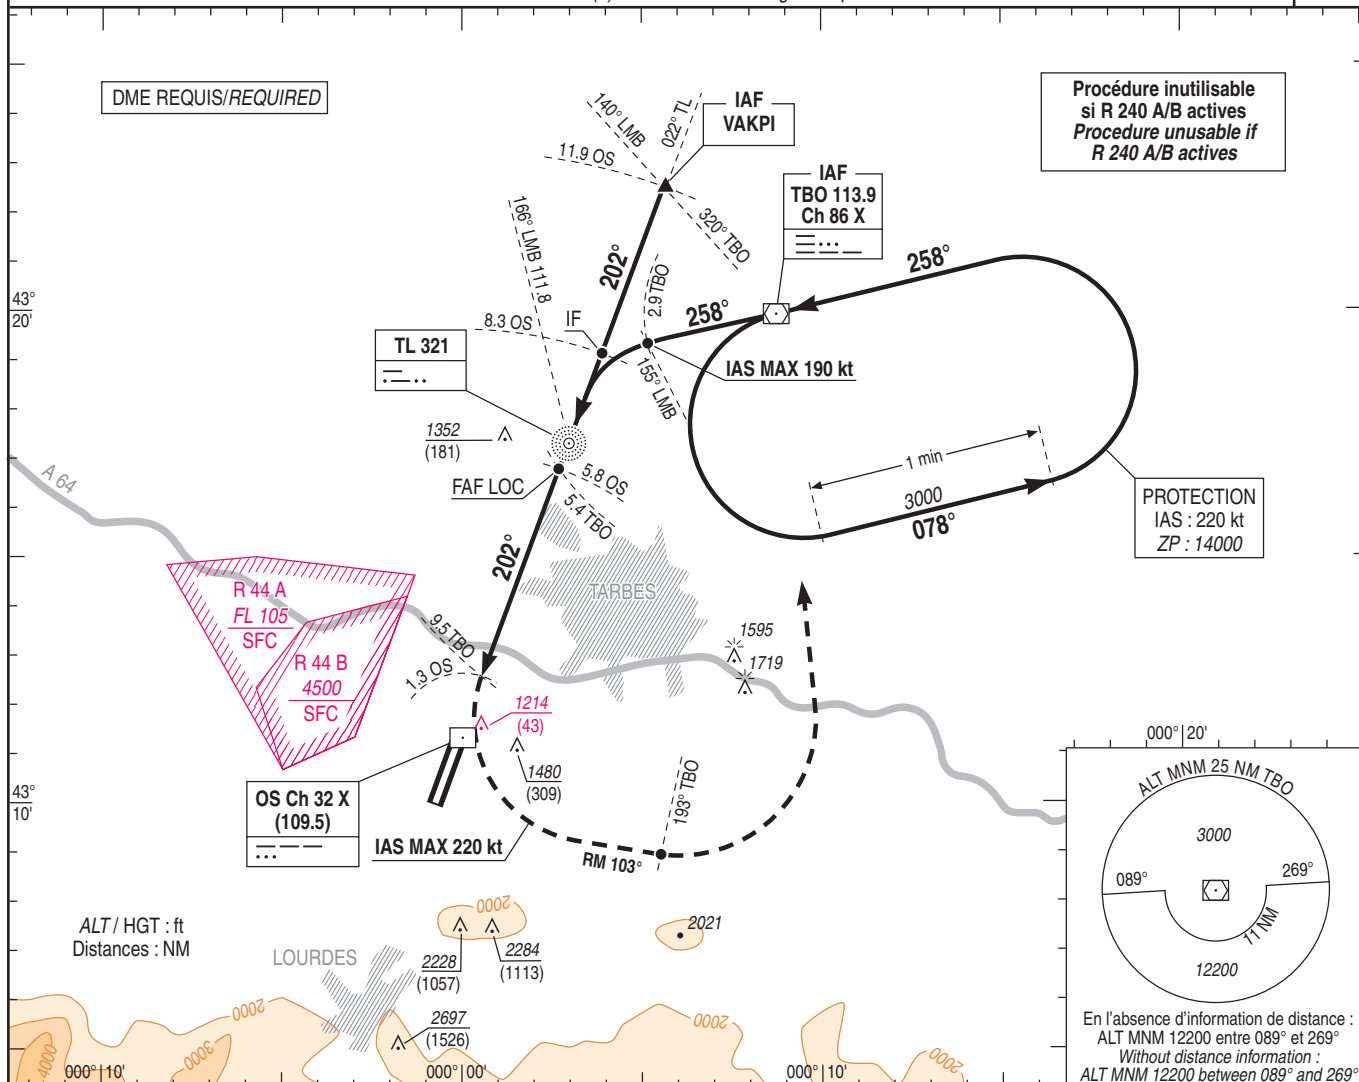 DME REQUIS/REQUIRED
IAF
VAKPI
Procédure inutilisable
si R 240 A/B actives
Procedure unusable if
R 240 A/B actives
140° LMB
022° TL
11.9 OS
IAF
TBO 113.9
Ch 86 X
320° TBO
166° LMB 111.8
202°
2.9 TBO
258°
258°
43°
20'
8.3 OS
IF
TL 321
IAS MAX 190 kt
155° LMB
1352
(181)
1 min
A 64
FAF LOC
5.8 OS
5.4 TBO
3000
078°
PROTECTION
IAS : 220 kt
ZP : 14000
202°
R 44 A
FL 105
SFC
TARBES
R 44 B
4500
SFC
9.5 TBO
1.3 OS
1595
1719
1214
(43)
000° 20'
1480
(309)
193° TBO
43°
10'
OS Ch 32 X
(109.5)
IAS MAX 220 kt
RM 103°
ALT MNM 25 NM TBO
3000
089°
269°
11 NM
12200
ALT / HGT : ft
Distances : NM
2000
2021
LOURDES
2228
(1057)
2284
(1113)
2697
(1526)
2000
3000
4000
2000
2000
En l'absence d'information de distance :
ALT MNM 12200 entre 089° et 269°
Without distance information :
ALT MNM 12200 between 089° and 269°
000° 10'
000° 00'
000° 10'